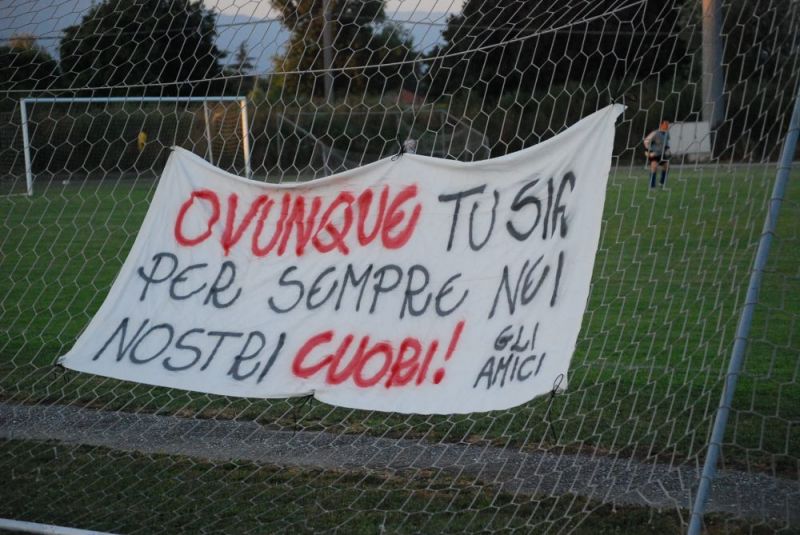 OVUNQUE TU SIA
PER SEMPRE NEI
NOSTRI CUORI!
GLI
AMICI